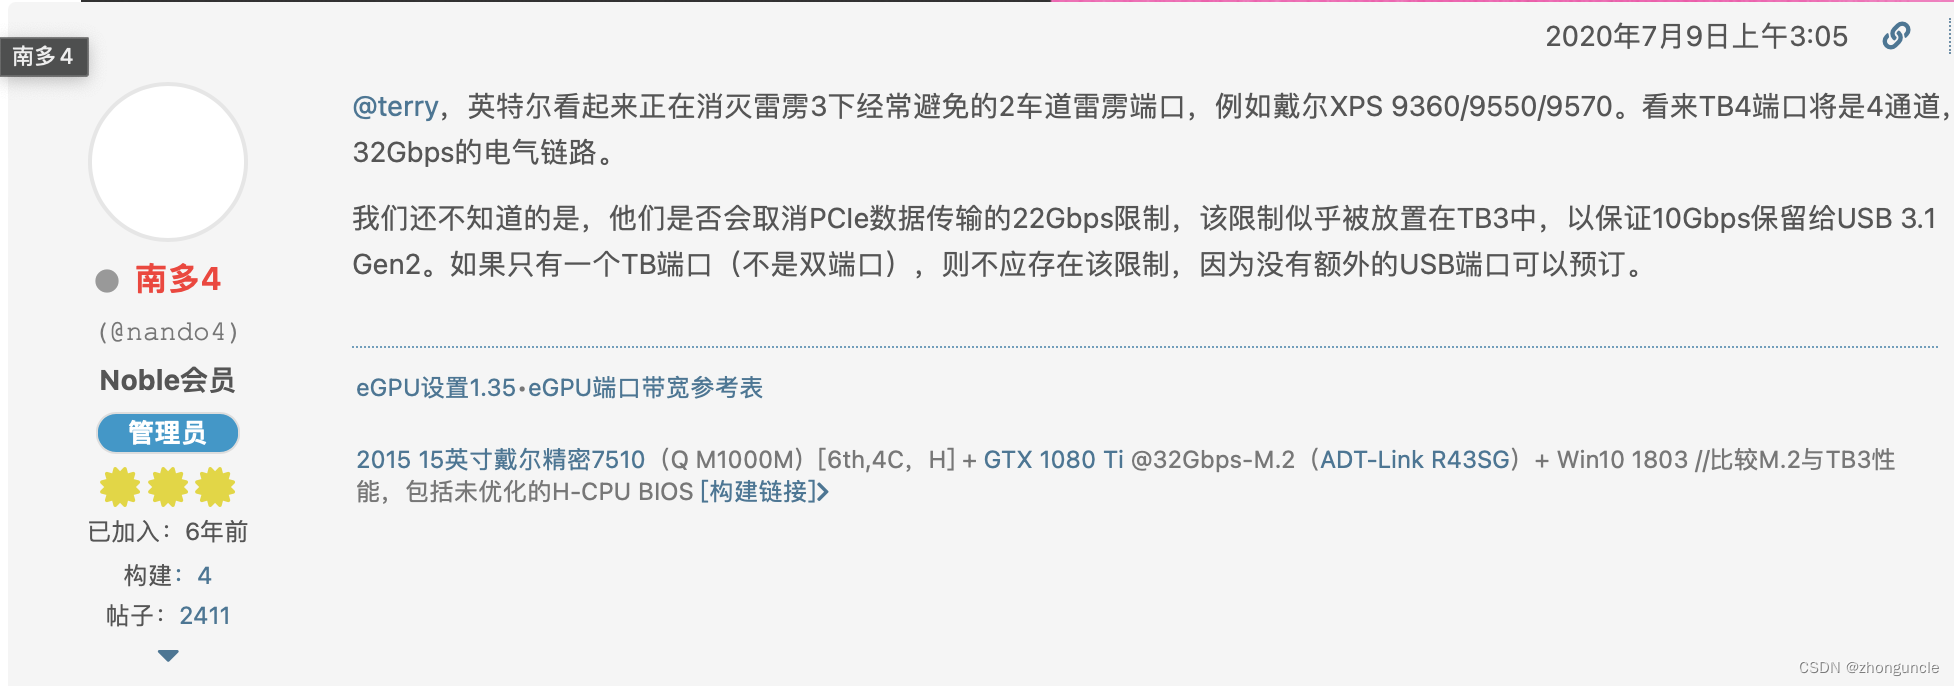 2020年7月9日上午3:05
南多4
@terry，英特尔看起来正在消灭雷雳3下经常避免的2车道雷雳端口，例如戴尔XPS 9360/9550/9570。看来TB4端口将是4通道，
32Gbps的电气链路。
我们还不知道的是，他们是否会取消PCIe数据传输的22Gbps限制，该限制似乎被放置在TB3中，以保证10Gbps保留给USB 3.1
Gen2。如果只有一个TB端口（不是双端口），则不应存在该限制，因为没有额外的USB端口可以预订。
南多4
(@nando4)
Noble会员
管理员
已加入：6年前
构建：4
帖子：2411
eGPU设置1.35•eGPU端口带宽参考表
2015 15英寸戴尔精密7510（Q M1000M）[6th,4C，H] + GTX 1080 Ti @32Gbps-M.2（ADT-Link R43SG）+ Win10 1803 //比较M.2与TB3性
能，包括未优化的H-CPU BIOS [构建链接]
CSDN @zhonguncle